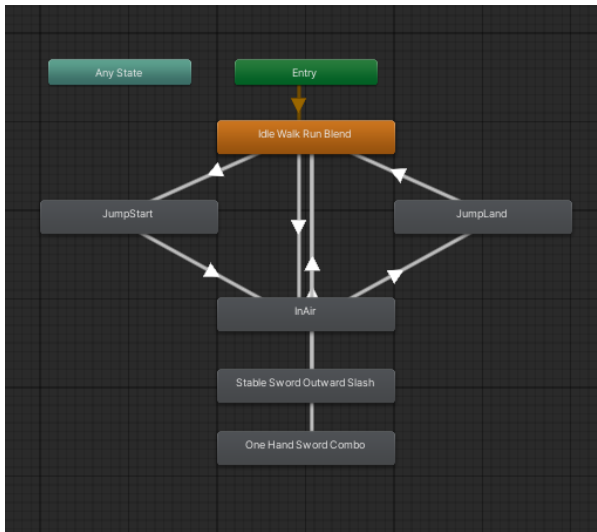 Any State
Entry
Idle Walk Run Blend
JumpStart
JumpLand
InAir
Stable Sword Outward Slash
One Hand Sword Combo